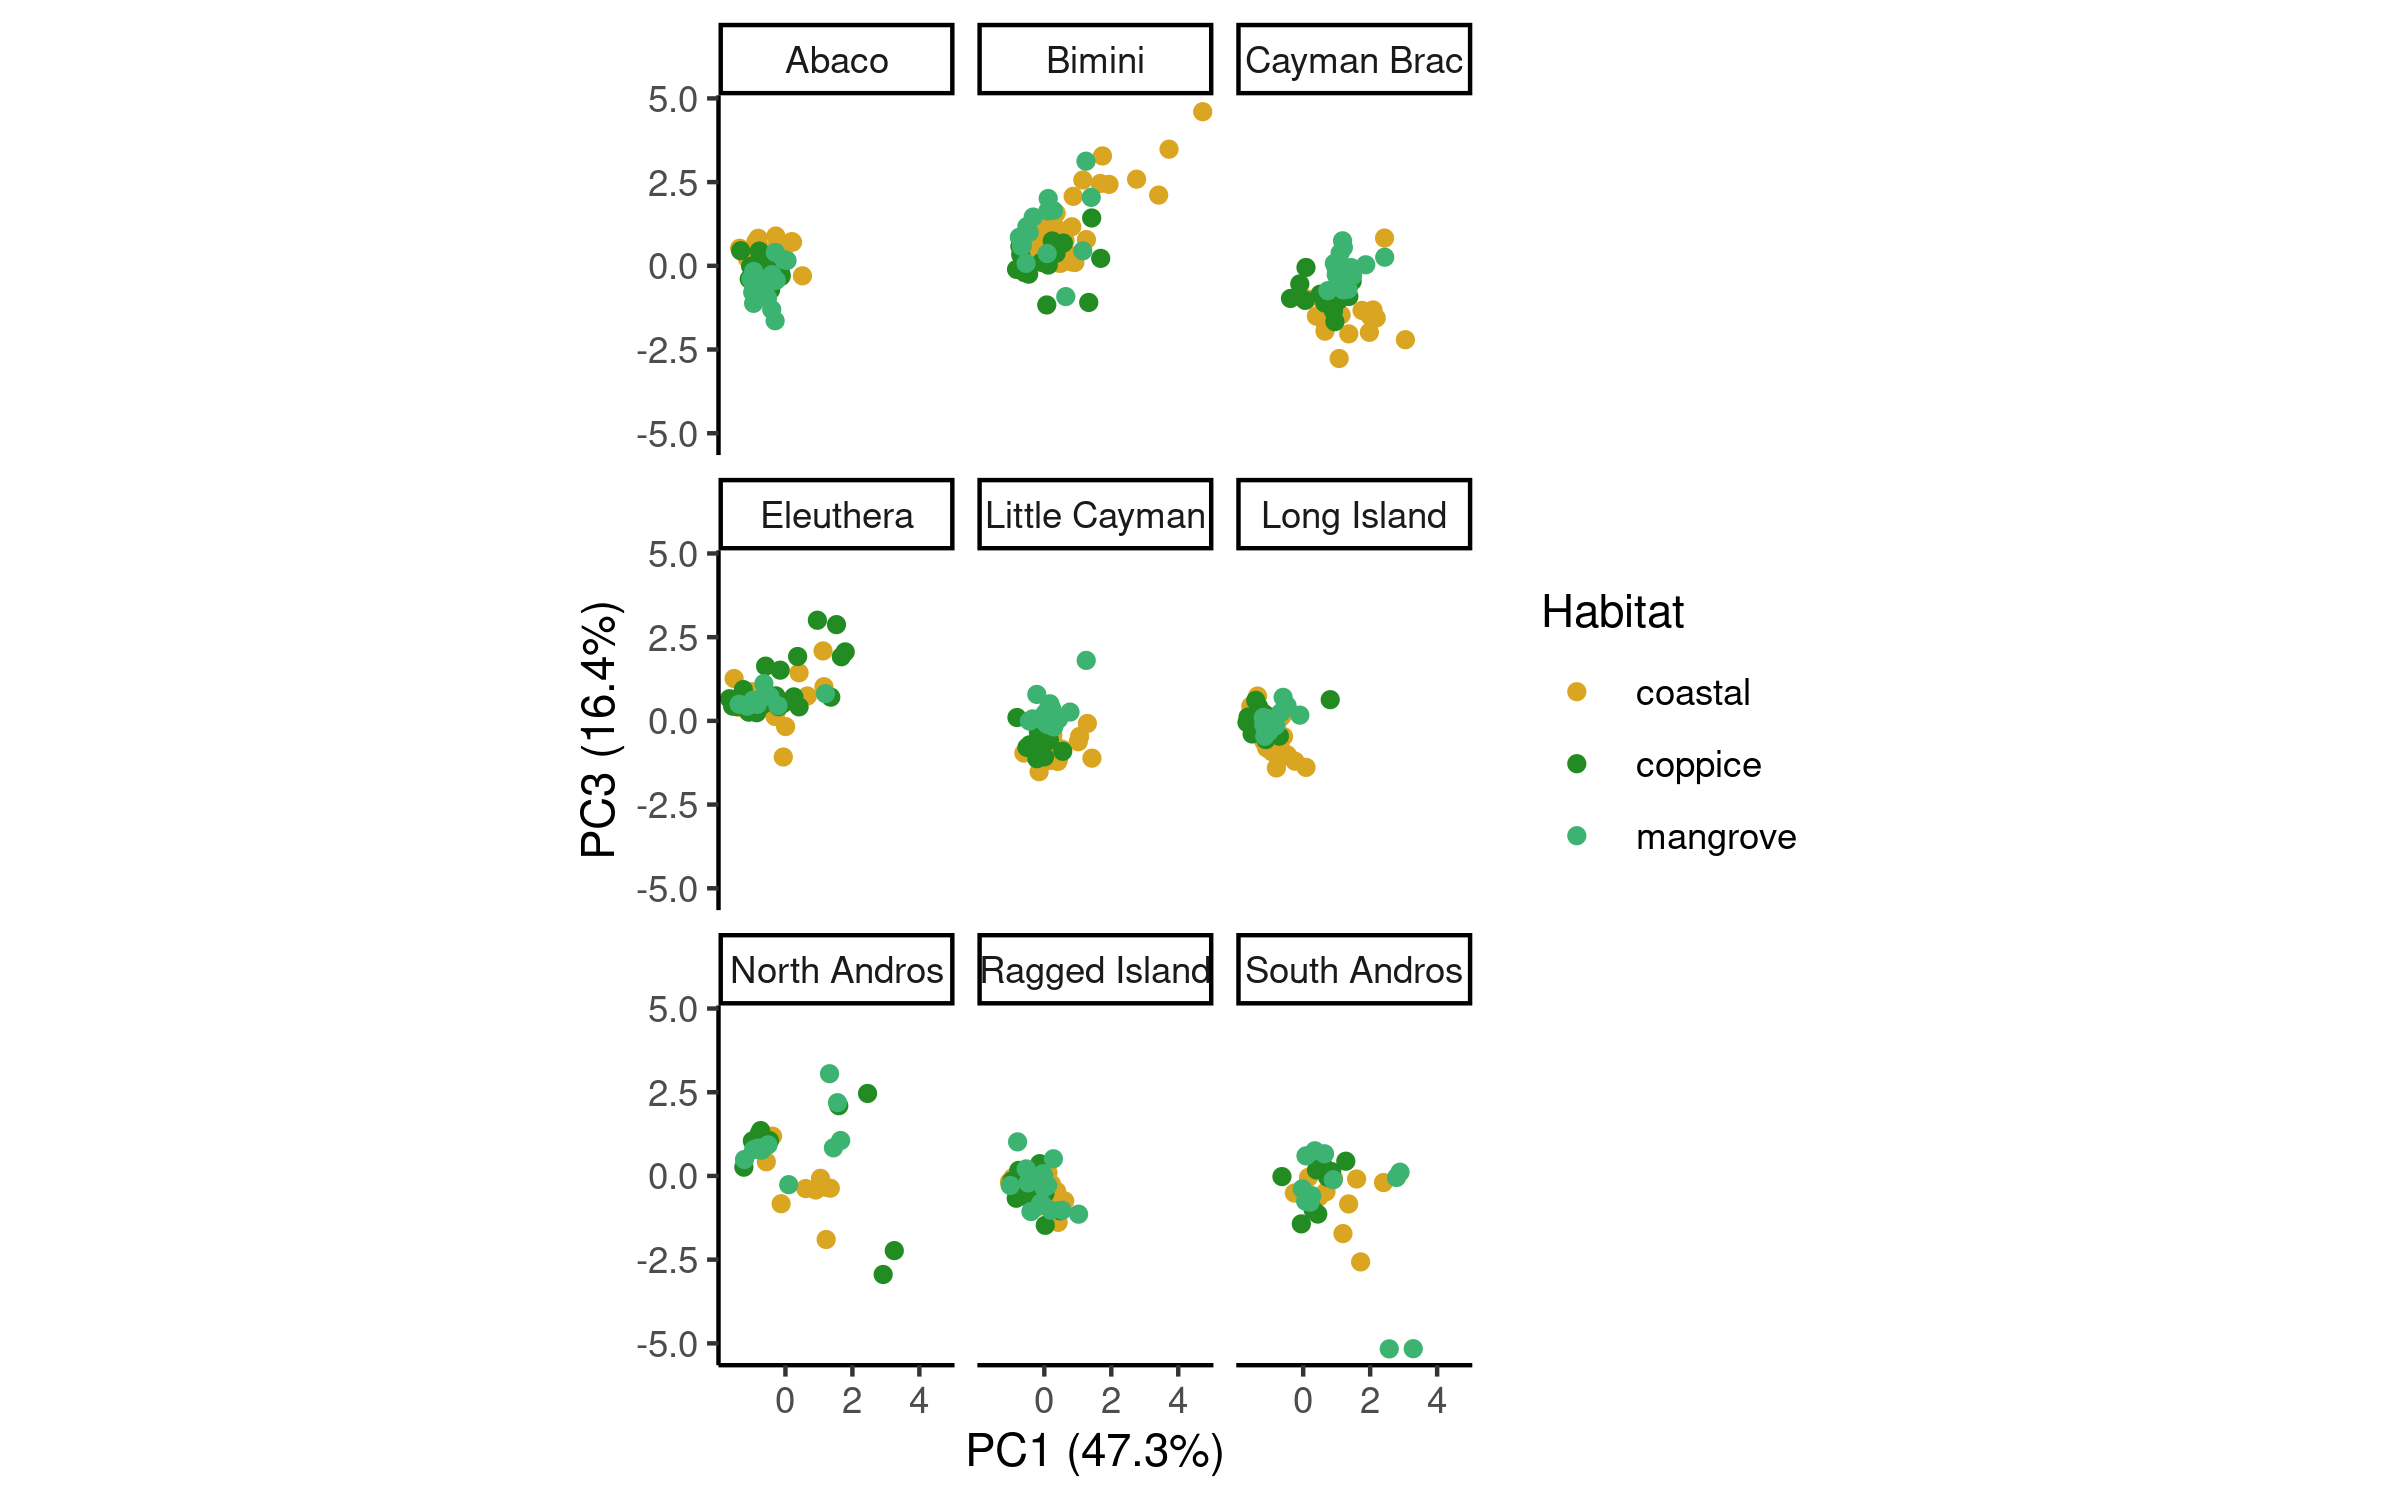 Abaco Bimini Cayman Brac
5.0
2.5
0.0
-2.5
-5.0
Eleuthera Little Cayman Long Island
5.0
2.5
0.0
-2.5
-5.0
North Andros Ragged Island South Andros
5.0
2.5
0.0
-2.5
-5.0
0 2 4 0 2 4 0 2 4
PC1 (47.3%)
PC3 (16.4%)
Habitat
coastal
coppice
mangrove